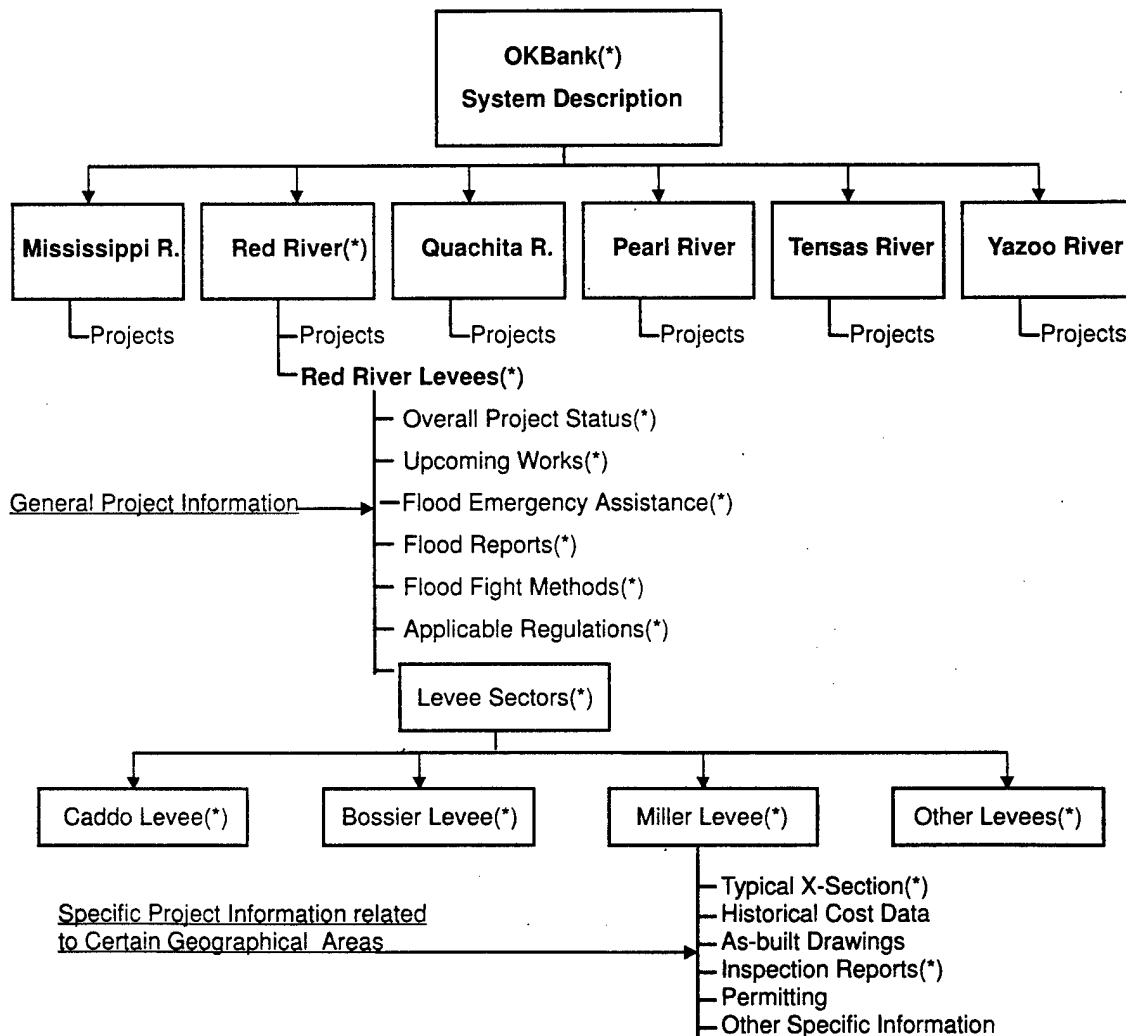 OKBank(*)
System Description
Mississippi R.
Red River(*)
Quachita R.
Pearl River
Tensas River
Yazoo River
Projects
Projects
Projects
Projects
Projects
Projects
Red River Levees(*)
Overall Project Status(*)
Upcoming Works(*)
General Project Information
Flood Emergency Assistance(*)
Flood Reports(*)
Flood Fight Methods(*)
Applicable Regulations(*)
Levee Sectors(*)
Caddo Levee(*)
Bossier Levee(*)
Miller Levee(*)
Other Levees(*)
Specific Project Information related
to Certain Geographical Areas
Typical X-Section(*)
Historical Cost Data
As-built Drawings
Inspection Reports(*)
Permitting
Other Specific Information